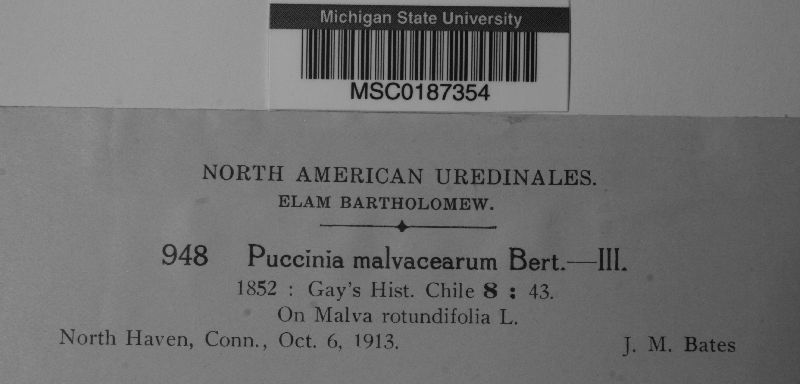 Michigan State University
MSC0187354
NORTH AMERICAN UREDINALES.
ELAM BARTHOLOMEW.
948 Puccinia malvacearum Bert.—III.
1852 : Gay's Hist. Chile 8 : 43.
On Malva rotundifolia L.
North Haven, Conn., Oct. 6, 1913. J. M. Bates